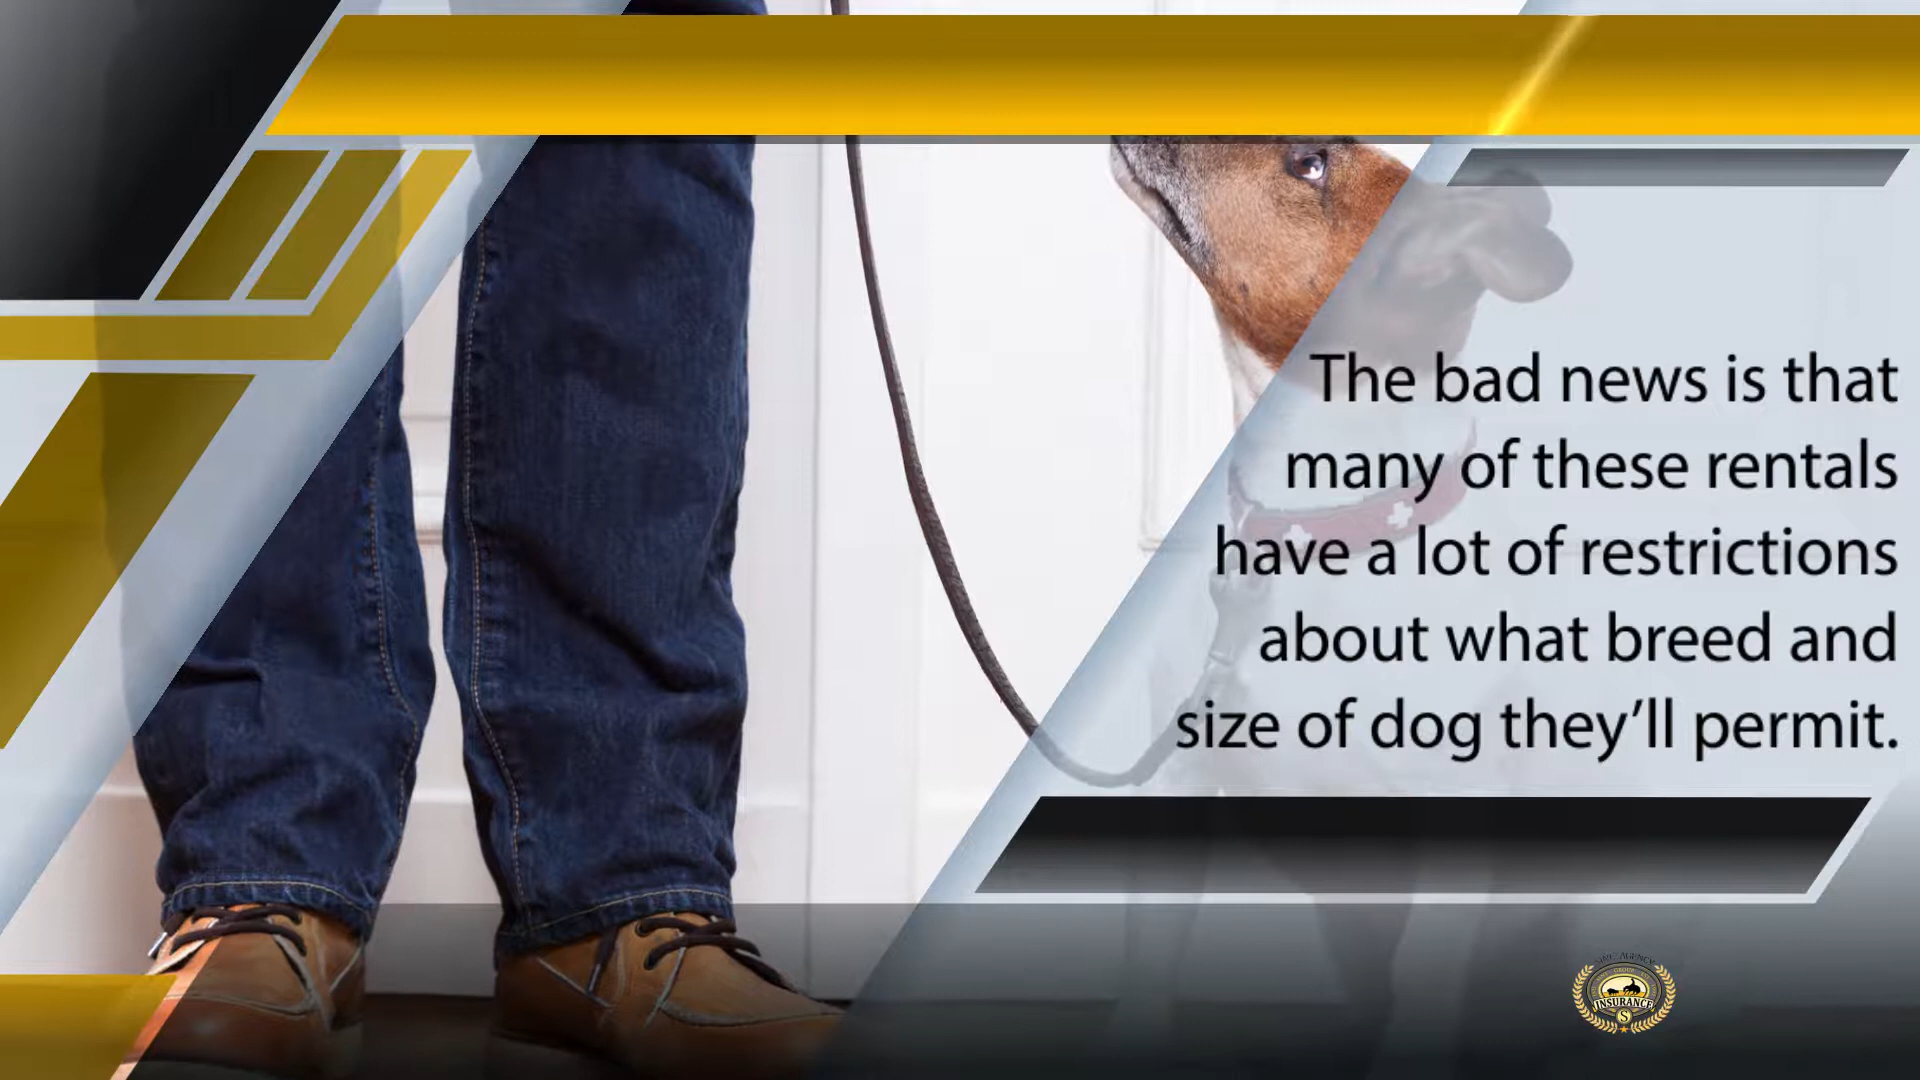 The bad news is that
many of these rentals
have a lot of restrictions
about what breed and
size of dog they’ll permit.
INSURANCE
S